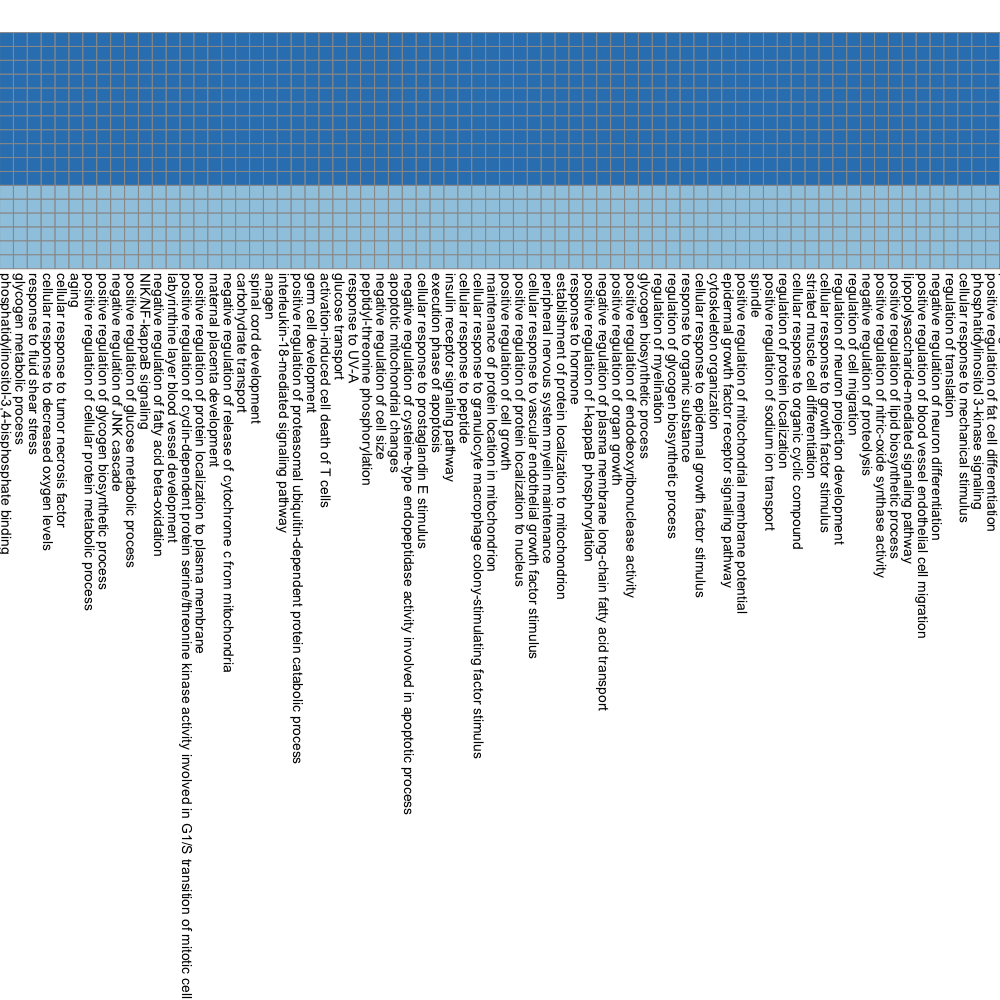 phosphatidylinositol-3,4-bisphosphate binding
glycogen metabolic process
response to fluid shear stress
cellular response to decreased oxygen levels
cellular response to tumor necrosis factor
aging
positive regulation of cellular protein metabolic process
positive regulation of glycogen biosynthetic process
negative regulation of JNK cascade
positive regulation of glucose metabolic process
NIK/NF-kappaB signaling
negative regulation of fatty acid beta-oxidation
labyrinthine layer blood vessel development
positive regulation of cyclin-dependent protein serine/threonine kinase activity involved in G1/S transition of mitotic cell
positive regulation of protein localization to plasma membrane
maternal placenta development
negative regulation of release of cytochrome c from mitochondria
carbohydrate transport
spinal cord development
anagen
interleukin-18-mediated signaling pathway
positive regulation of proteasomal ubiquitin-dependent protein catabolic process
germ cell development
activation-induced cell death of T cells
glucose transport
response to UV-A
peptidyl-threonine phosphorylation
negative regulation of cell size
apoptotic mitochondrial changes
negative regulation of cysteine-type endopeptidase activity involved in apoptotic process
cellular response to prostaglandin E stimulus
execution phase of apoptosis
insulin receptor signaling pathway
cellular response to peptide
cellular response to granulocyte macrophage colony-stimulating factor stimulus
maintenance of protein location in mitochondrion
positive regulation of cell growth
positive regulation of protein localization to nucleus
cellular response to vascular endothelial growth factor stimulus
peripheral nervous system myelin maintenance
establishment of protein localization to mitochondrion
response to hormone
positive regulation of I-kappaB phosphorylation
negative regulation of plasma membrane long-chain fatty acid transport
positive regulation of organ growth
positive regulation of endodeoxyribonuclease activity
glycogen biosynthetic process
regulation of myelination
regulation of glycogen biosynthetic process
response to organic substance
cellular response to epidermal growth factor stimulus
cytoskeleton organization
epidermal growth factor receptor signaling pathway
positive regulation of mitochondrial membrane potential
spindle
positive regulation of sodium ion transport
regulation of protein localization
cellular response to organic cyclic compound
striated muscle cell differentiation
cellular response to growth factor stimulus
regulation of neuron projection development
regulation of cell migration
negative regulation of proteolysis
positive regulation of nitric-oxide synthase activity
positive regulation of lipid biosynthetic process
lipopolysaccharide-mediated signaling pathway
positive regulation of blood vessel endothelial cell migration
negative regulation of neuron differentiation
regulation of translation
cellular response to mechanical stimulus
phosphatidylinositol 3-kinase signaling
positive regulation of fat cell differentiation